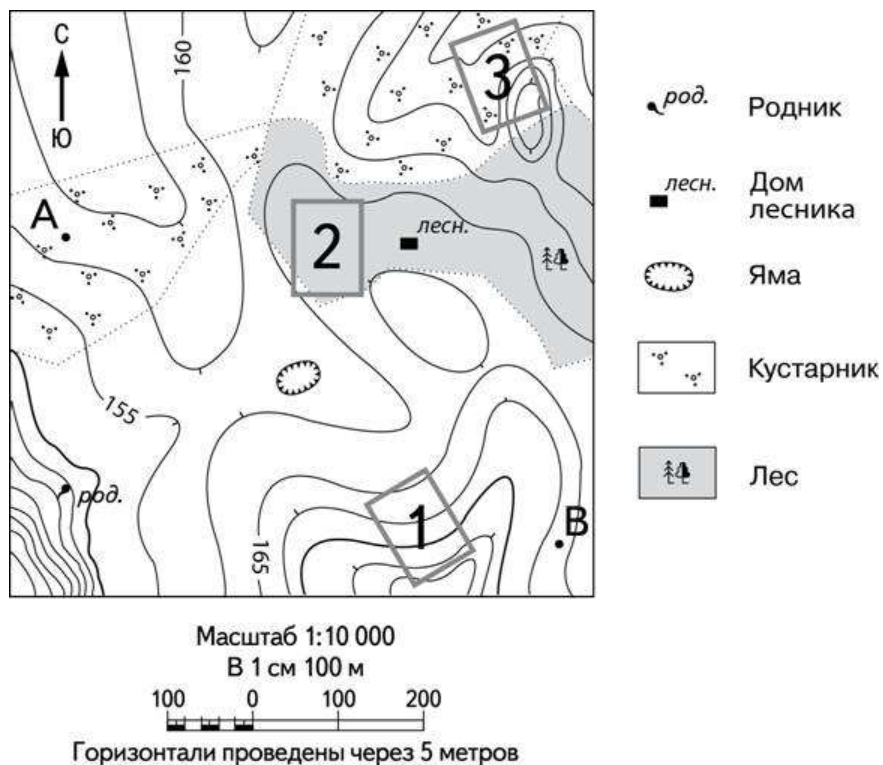 С
Ю
160
3
А
2
лесн.
155
род.
165
1
В
род. Родник
лесн. Дом
лесника
Яма
Кустарник
Лес
Масштаб 1:10 000
В 1 см 100 м
100 0 100 200
Горизонтали проведены через 5 метров